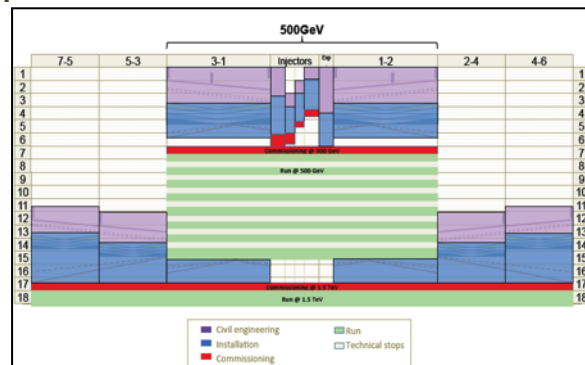 500GeV
7-5 5-3 3-1 Injectors Exp 1-2 2-4 4-6
1 1
2 2
3 3
4 4
5 5
6 6
7 Commissioning @ 500 GeV 7
8 Run @ 500 GeV 8
9 9
10 10
11 11
12 12
13 13
14 14
15 15
16 16
17 Commissioning @ 1.5 TeV 17
18 Run @ 1.5 TeV 18
Civil engineering Run
Installation Technical stops
Commissioning